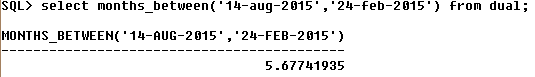 SQL> select months_between('14-aug-2015','24-feb-2015') from dual;
MONTHS_BETWEEN('14-AUG-2015','24-FEB-2015')
-------------------------------------------
5.67741935